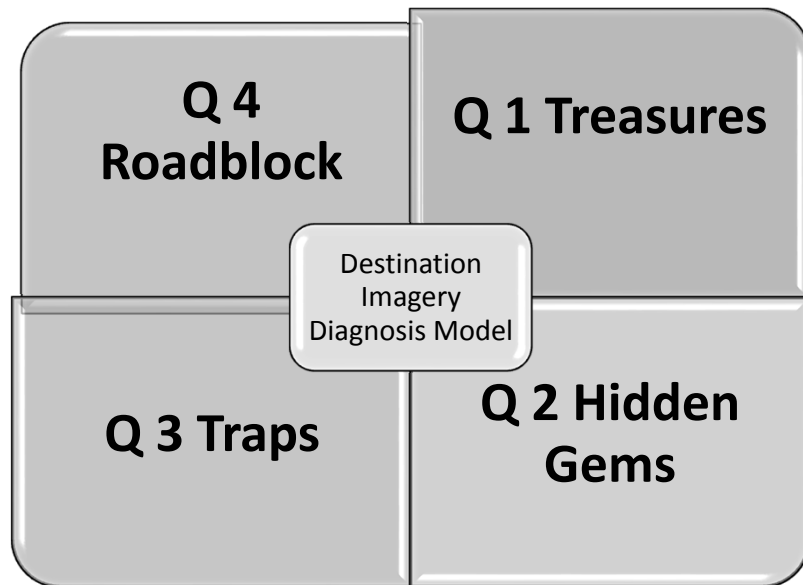 Q 4
Roadblock
Q 1 Treasures
Destination
Imagery
Diagnosis Model
Q 3 Traps
Q 2 Hidden
Gems